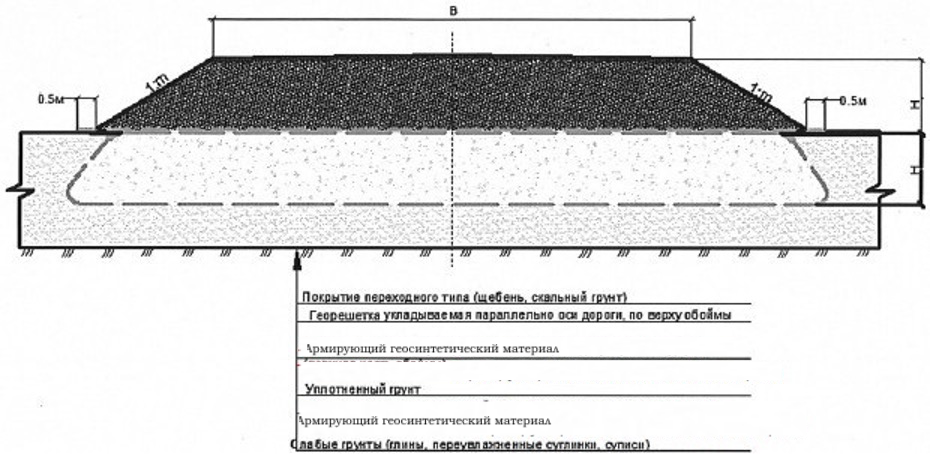 В
1:m
1:m
0.5м
0.5м
Н
Н
Покрытие переходного типа (щебень, скальный грунт)
Георешетка укладываемая параллельно оси дороги, по верху обоймы
Армирующий геосинтетический материал
Уплотненный грунт
Армирующий геосинтетический материал
Слабые грунты (глины, переувлажненные суглинки, суписи)